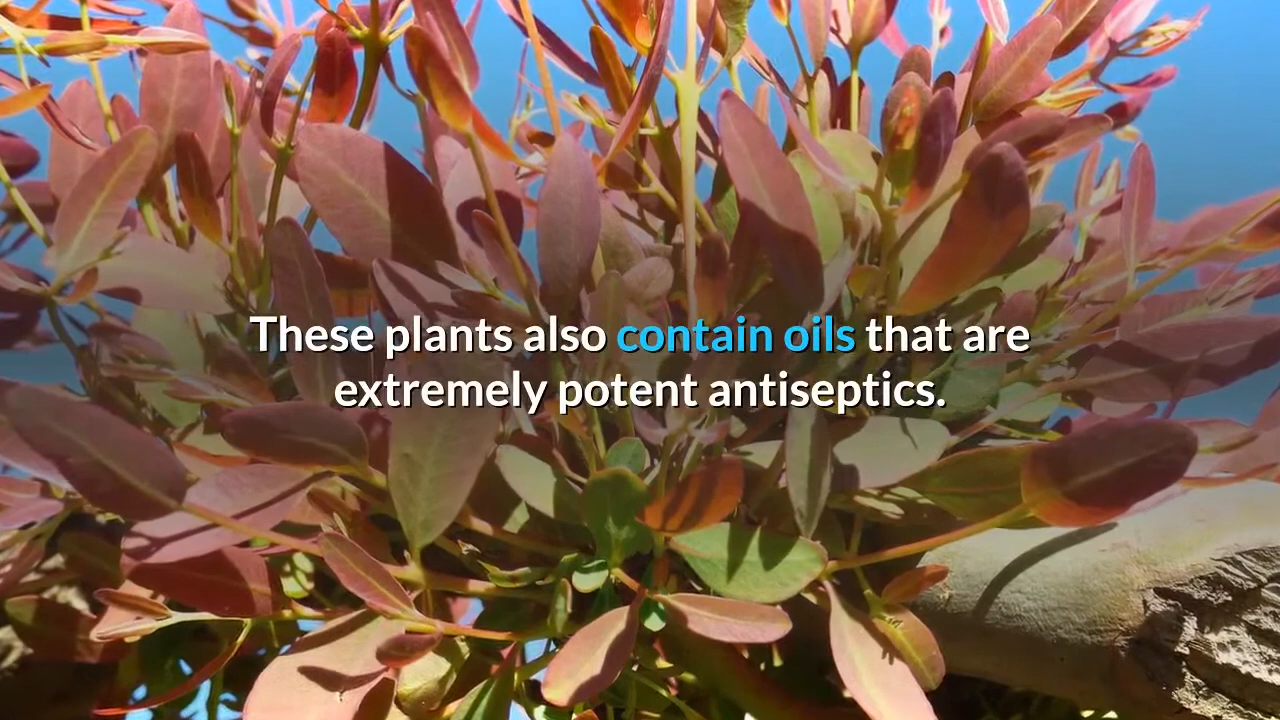 These plants also contain oils that are
extremely potent antiseptics.